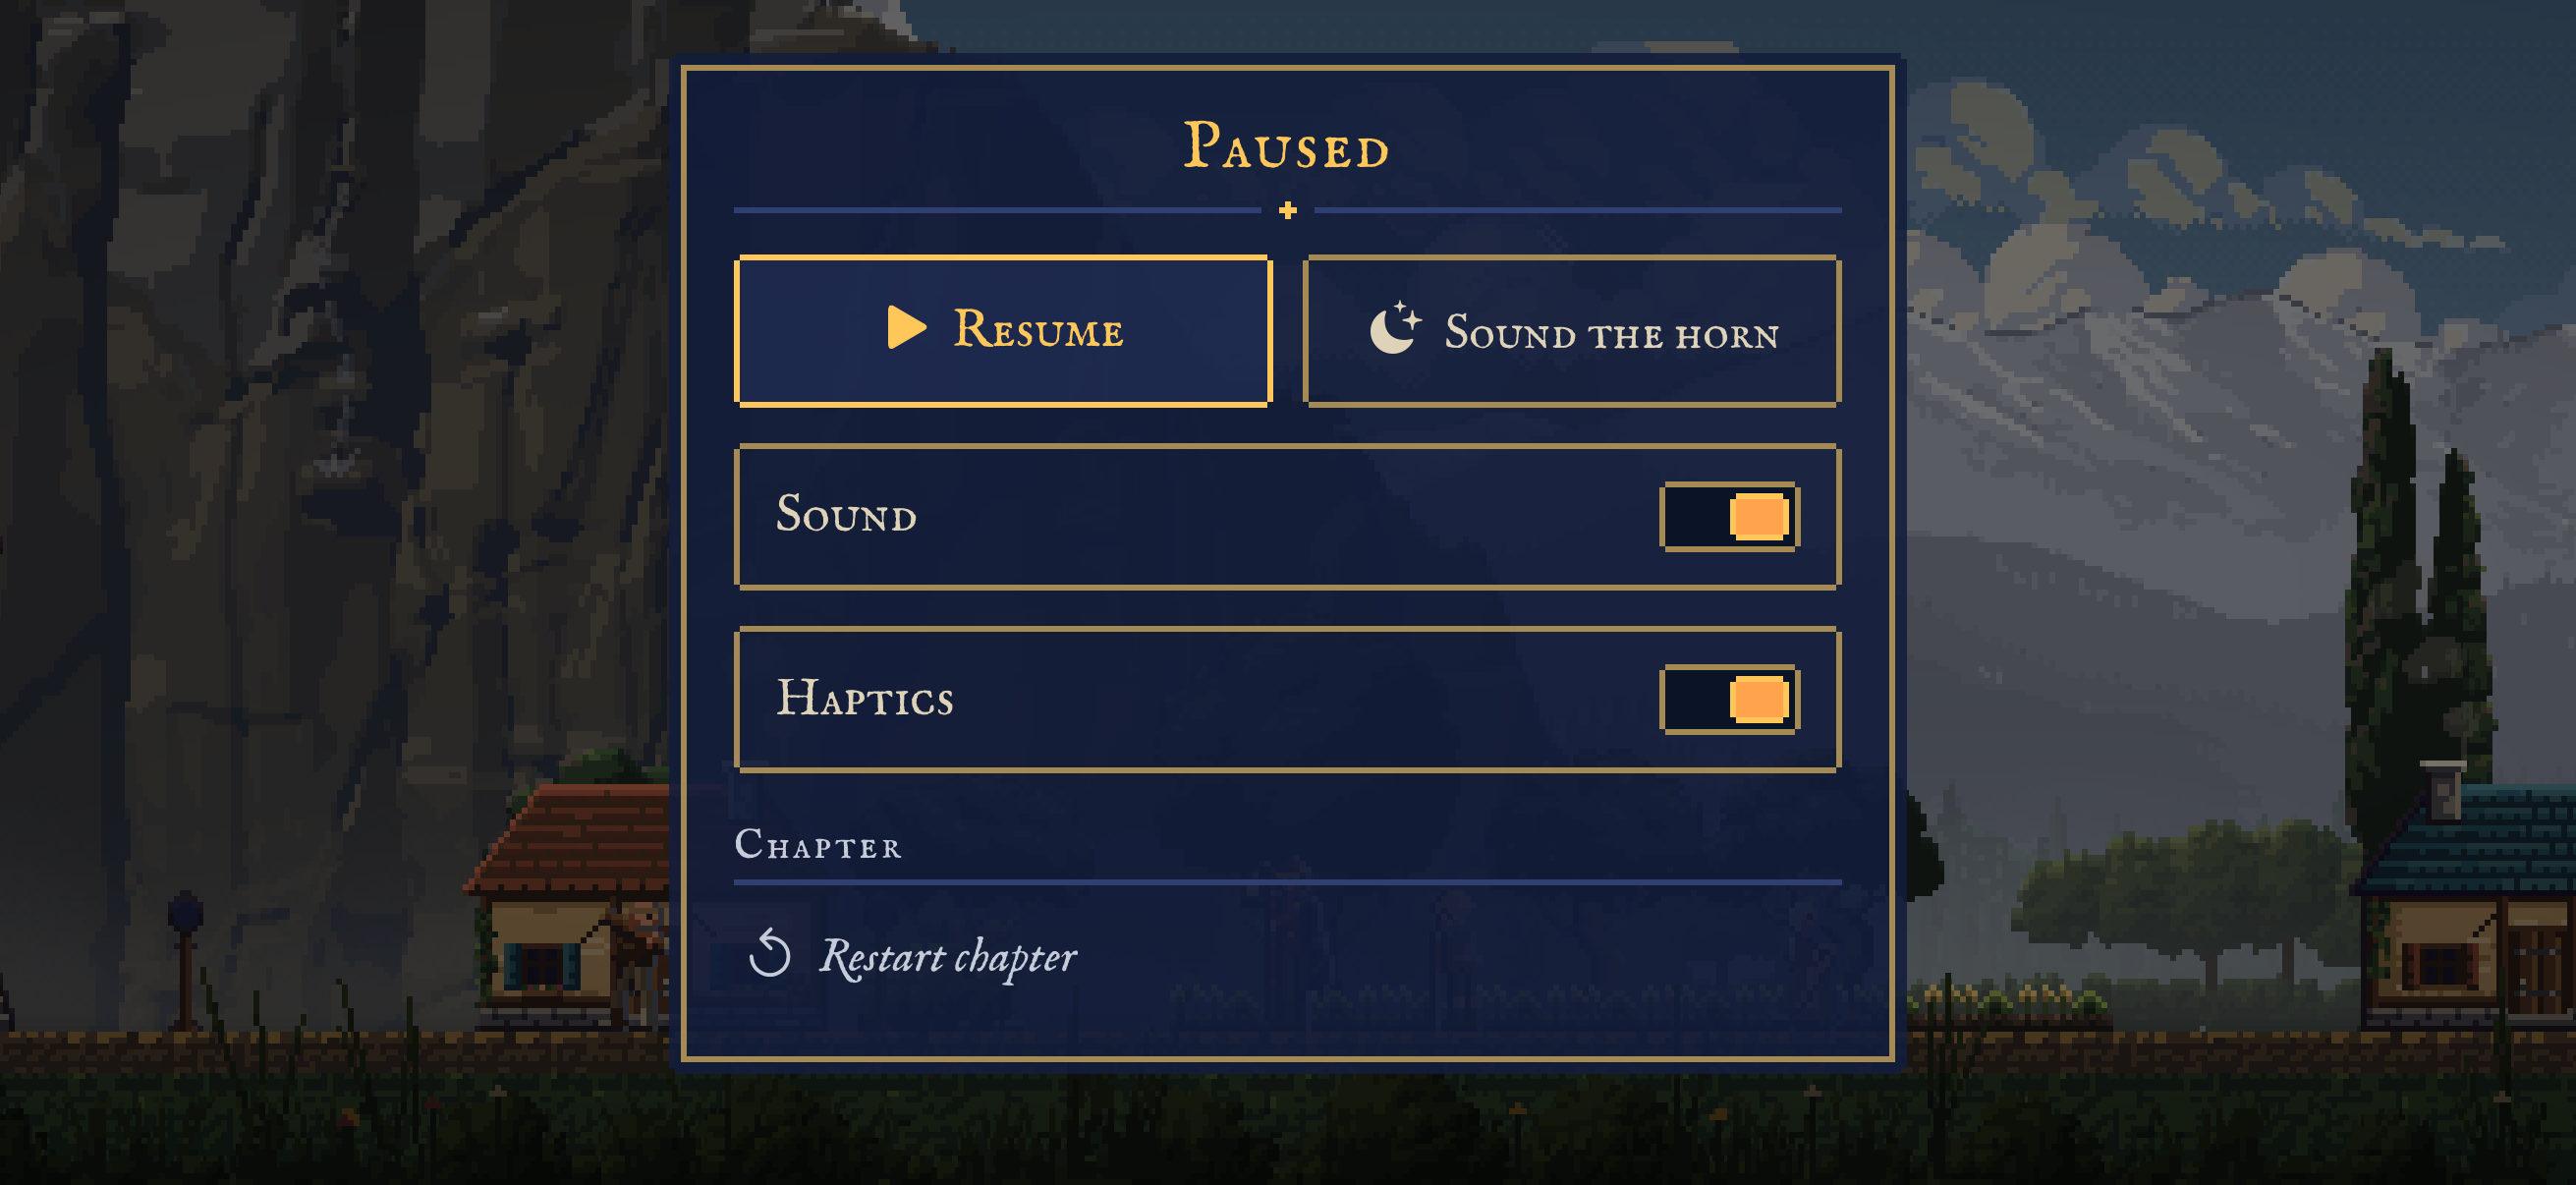 Paused
Resume
Sound the horn
Sound
Haptics
Chapter
Restart chapter